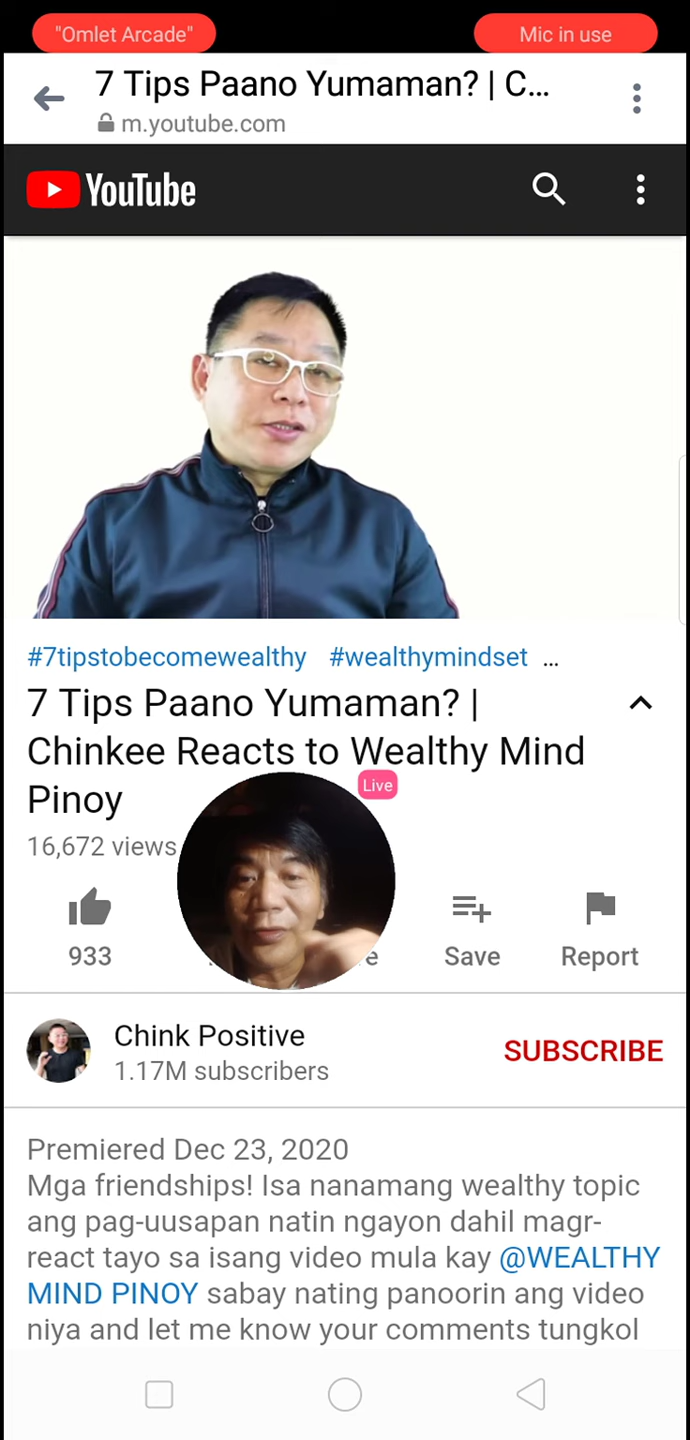 "Omlet Arcade"
Mic in use
7 Tips Paano Yumaman? | C...
m.youtube.com
YouTube
#7tipstobecomewealthy #wealthymindset ...
7 Tips Paano Yumaman? |
Chinkee Reacts to Wealthy Mind
Pinoy
Live
16,672 views
933
e
Save
Report
Chink Positive
1.17M subscribers
SUBSCRIBE
Premiered Dec 23, 2020
Mga friendships! Isa nanamang wealthy topic
ang pag-uusapan natin ngayon dahil magr-
react tayo sa isang video mula kay @WEALTHY
MIND PINOY sabay nating panoorin ang video
niya and let me know your comments tungkol